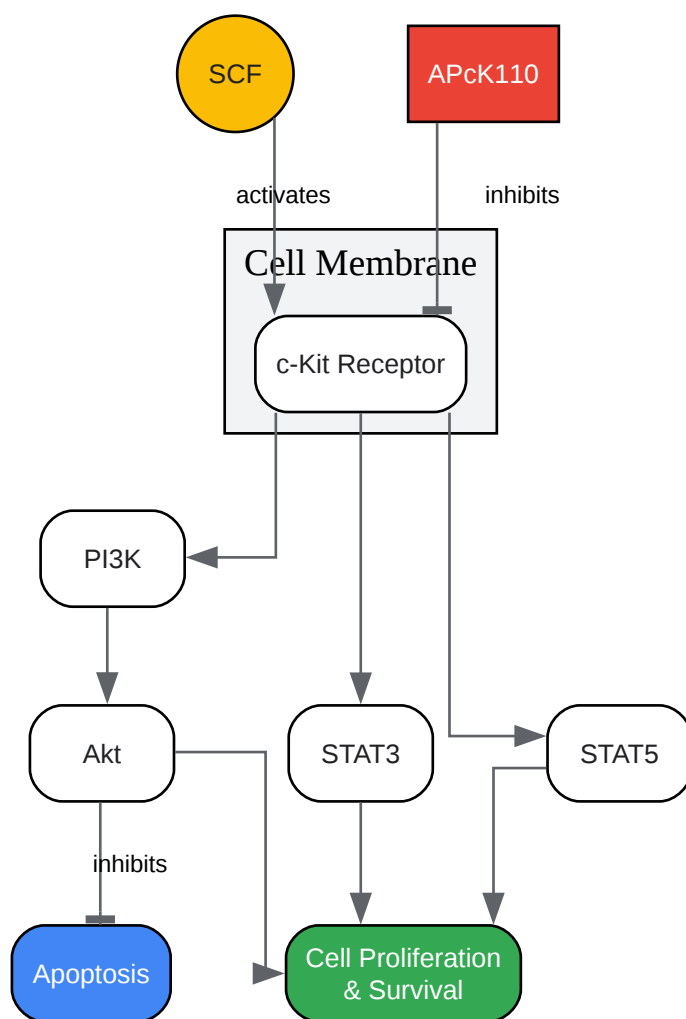 SCF
APcK110
activates
inhibits
Cell Membrane
c-Kit Receptor
PI3K
Akt
STAT3
STAT5
inhibits
Apoptosis
Cell Proliferation
& Survival